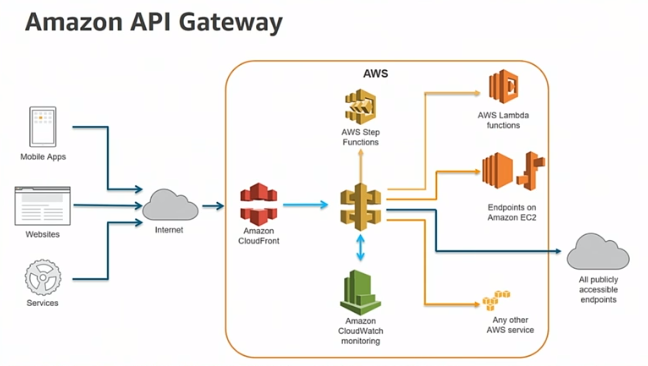 Amazon API Gateway
AWS
Mobile Apps
Websites
Services
Internet
Amazon
CloudFront
AWS Step
Functions
Amazon
CloudWatch
monitoring
AWS Lambda
functions
Endpoints on
Amazon EC2
Any other
AWS service
All publicly
accessible
endpoints